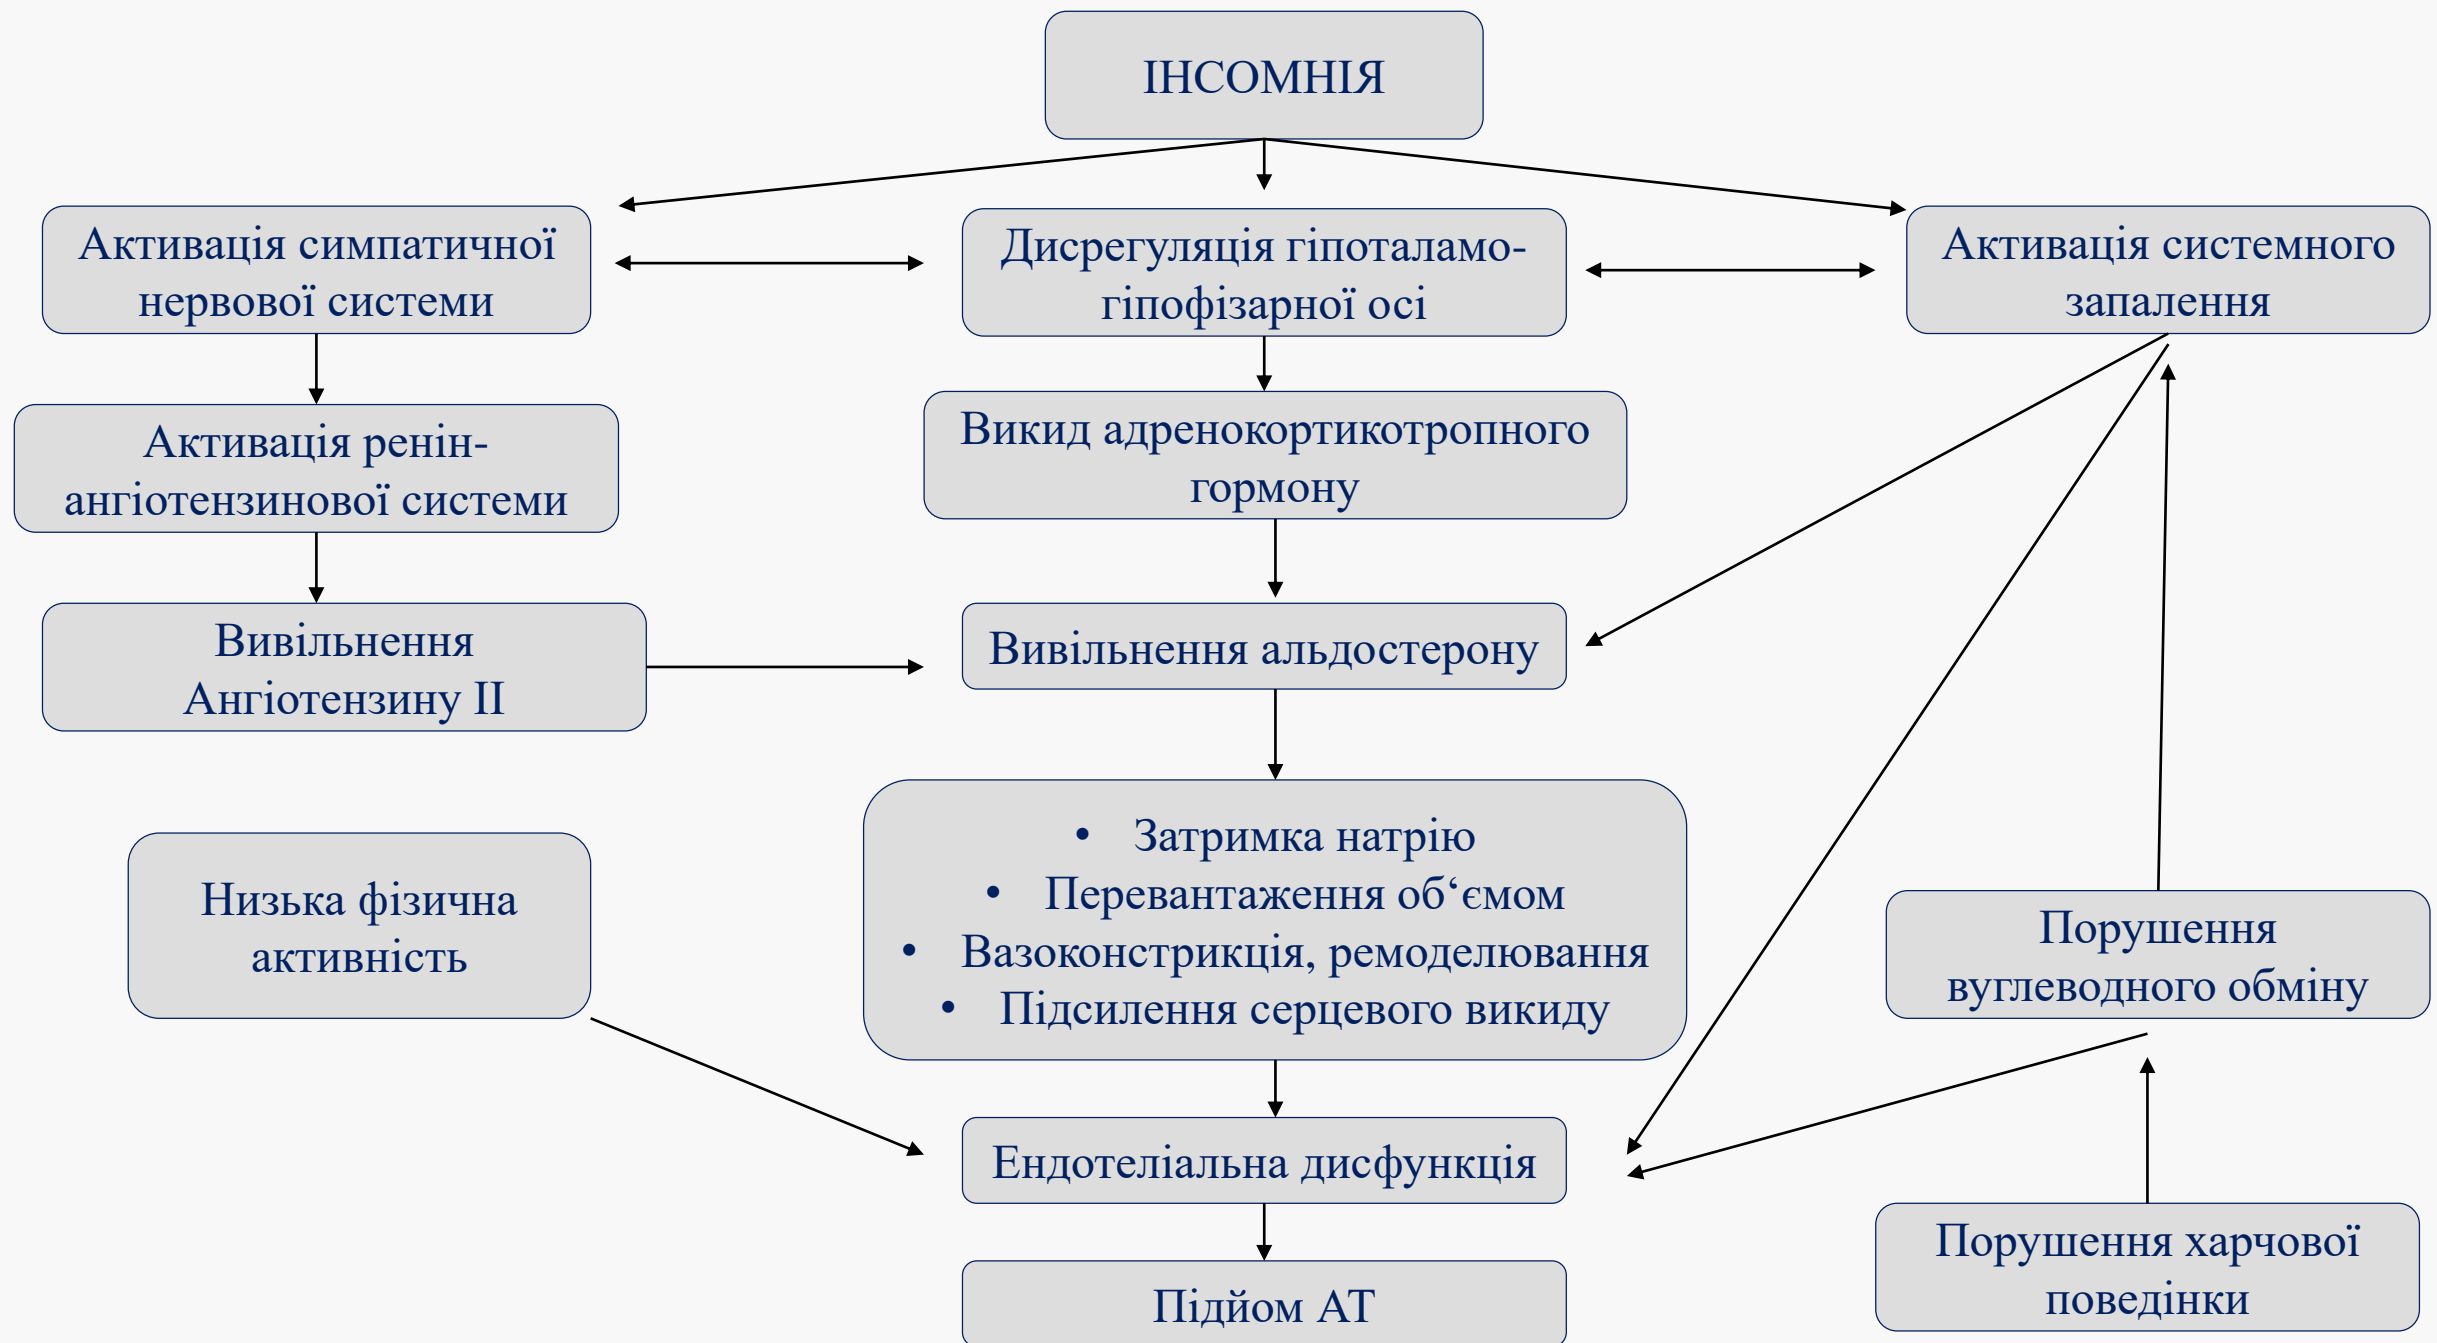 ІНСОМНІЯ
Активація симпатичної
нервової системи
Дисрегуляція гіпоталамо-
гіпофізарної осі
Активація системного
запалення
Активація ренін-
ангіотензинової системи
Викид адренокортикотропного
гормону
Вивільнення
Ангіотензину II
Вивільнення альдостерону
• Затримка натрію
• Перевантаження об‘ємом
• Вазоконстрикція, ремоделювання
• Підсилення серцевого викиду
Низька фізична
активність
Порушення
вуглеводного обміну
Ендотеліальна дисфункція
Порушення харчової
поведінки
Підйом АТ